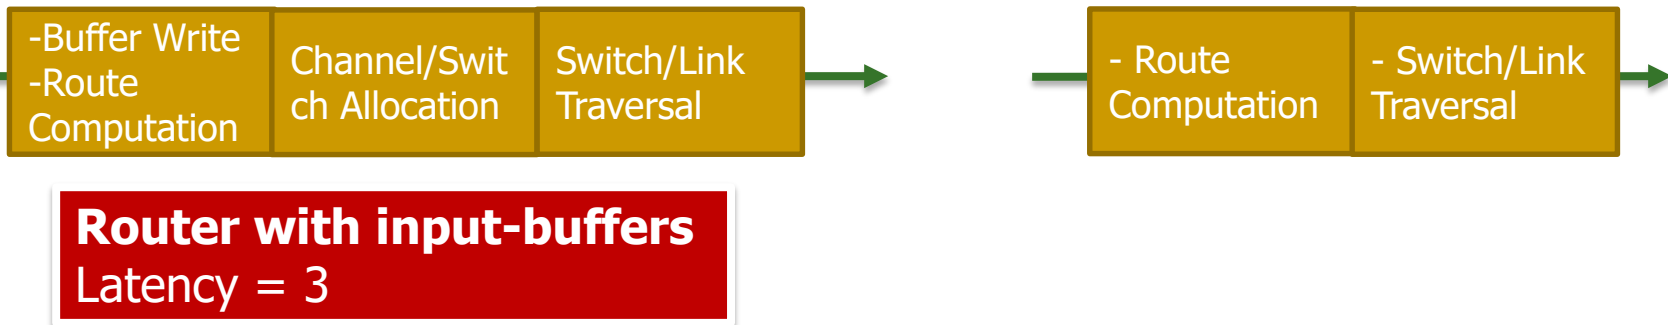 -Buffer Write
-Route
Computation
Channel/Swit
ch Allocation
Switch/Link
Traversal
- Route
Computation
- Switch/Link
Traversal
Router with input-buffers
Latency = 3